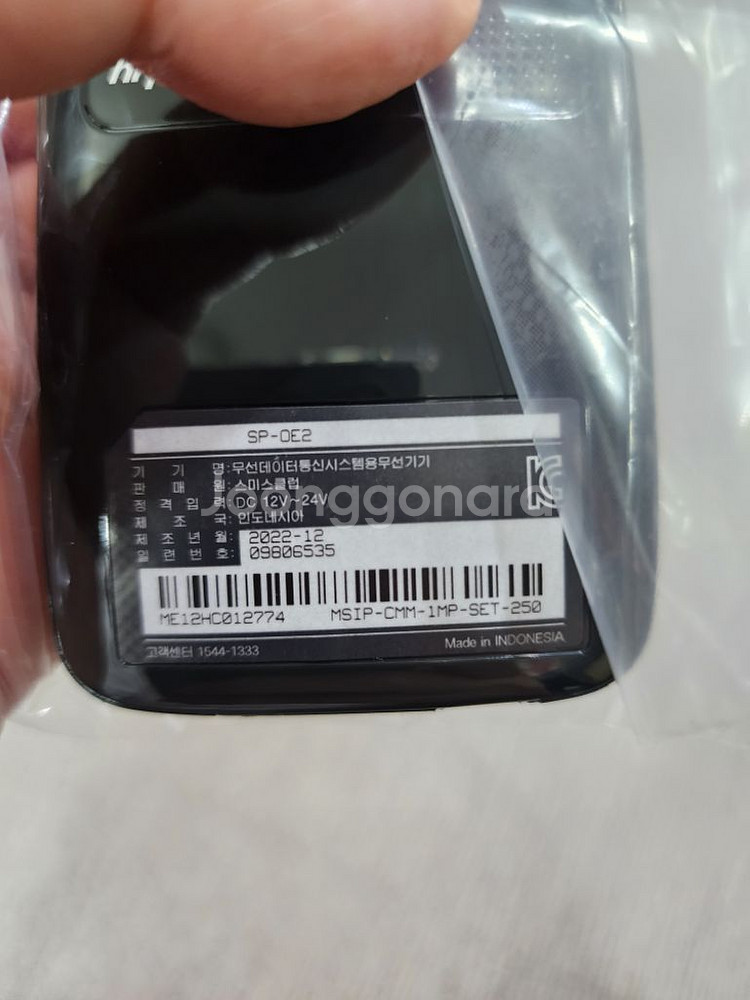 SP-0E2
기 기 명:무선데이터통신시스템용무선기기
판 매 원:스미스클럽
정 격 입 력:DC 12V~24V
제 조 국:인도네시아
제 조 년 월:2022-12
일 련 번 호:09806535
joonggonara
ME12HC012774 MSIP-CMM-1MP-SET-250
고객센터 1544-1333 Made in INDONESIA